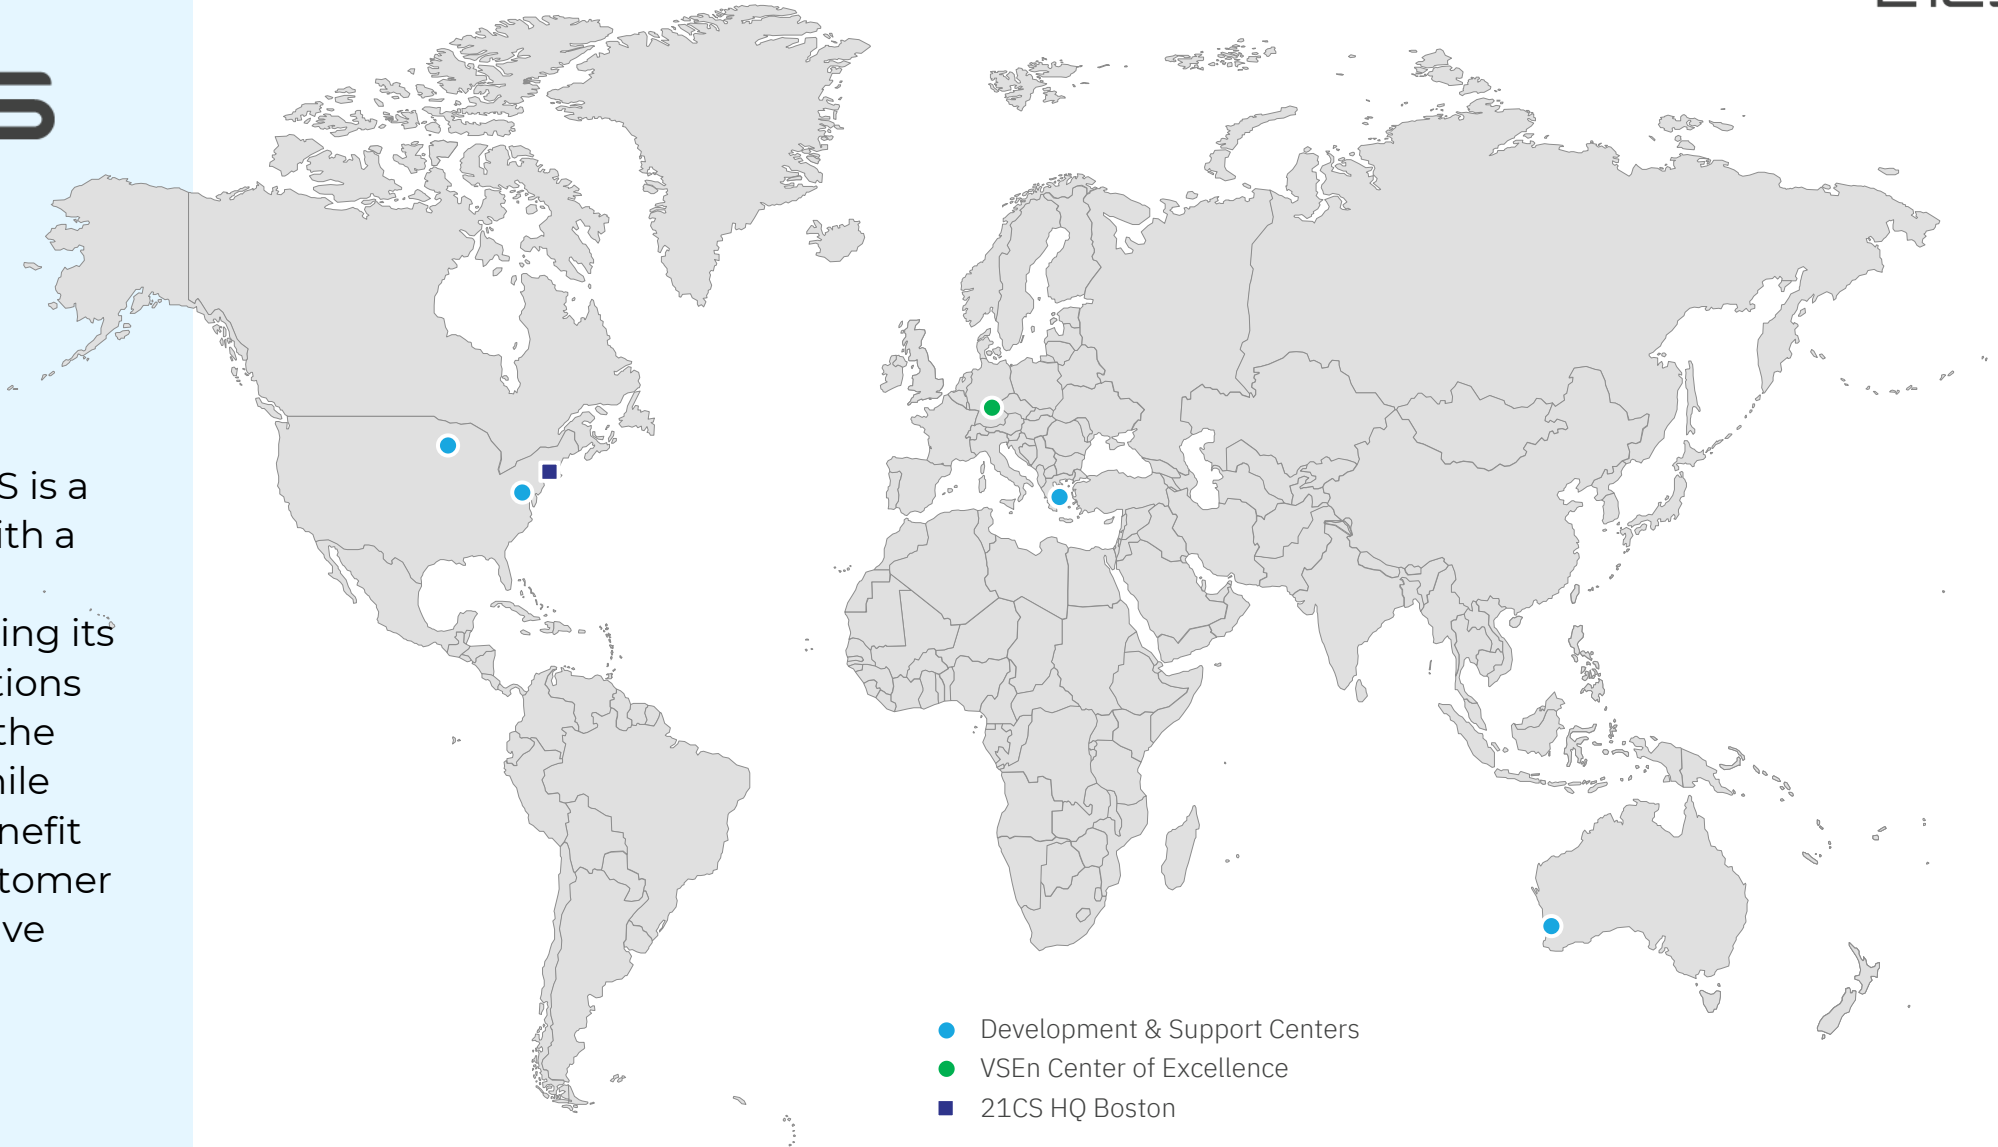 S
S is a
ith a
ing its
tions
the
nefit
tomer
ve
Development & Support Centers
VSEn Center of Excellence
21CS HQ Boston